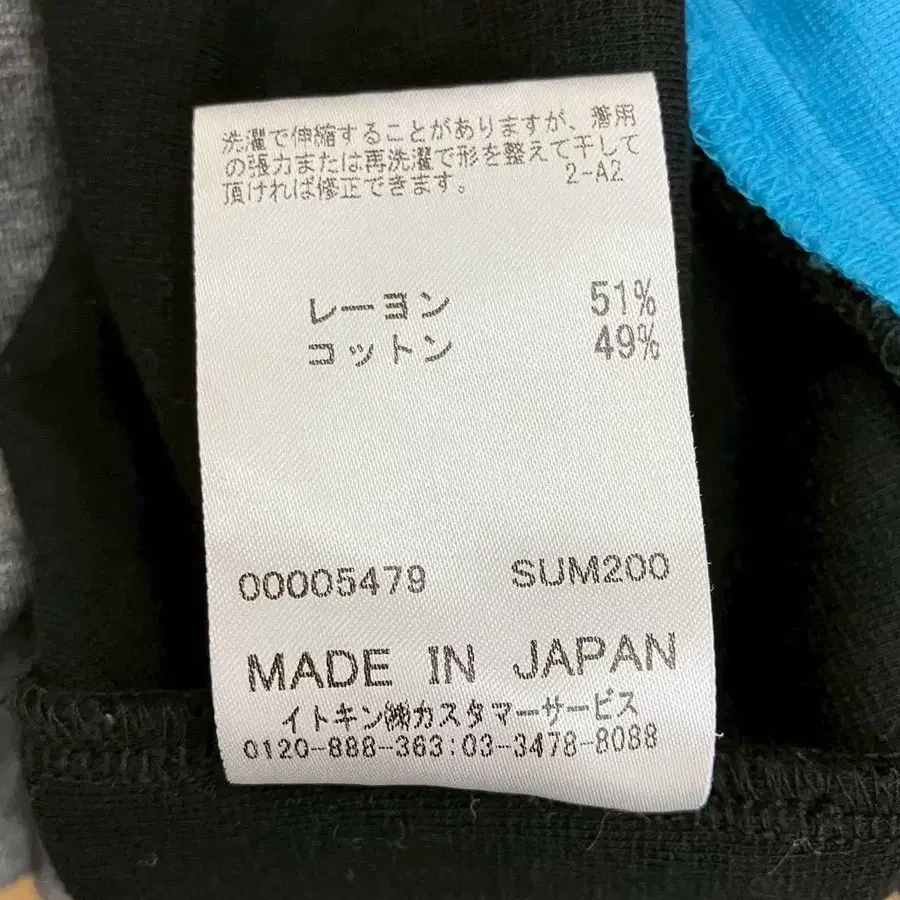 洗濯で伸縮することがありますが、着用
の張力または再洗濯で形を整えて干して
頂ければ修正できます。 2-A2
レーヨン 51%
コットン 49%
00005479 SUM200
MADE IN JAPAN
イトキン㈱カスタマーサービス
0120-888-363:03-3478-8088